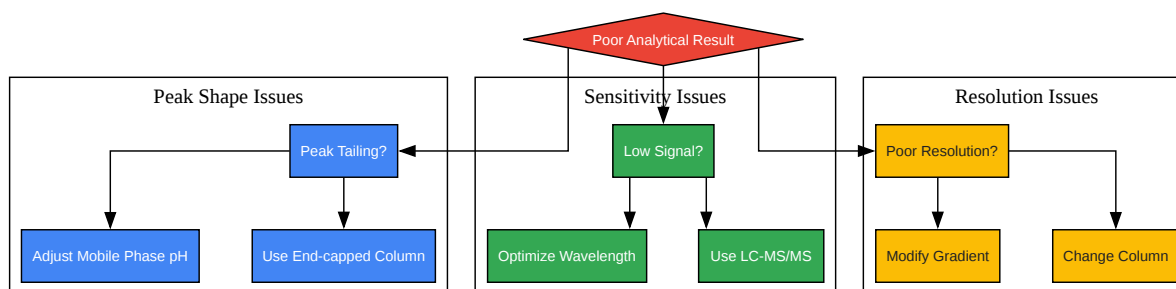 Poor Analytical Result
Peak Shape Issues
Sensitivity Issues
Resolution Issues
Peak Tailing?
Low Signal?
Poor Resolution?
Adjust Mobile Phase pH
Use End-capped Column
Optimize Wavelength
Use LC-MS/MS
Modify Gradient
Change Column